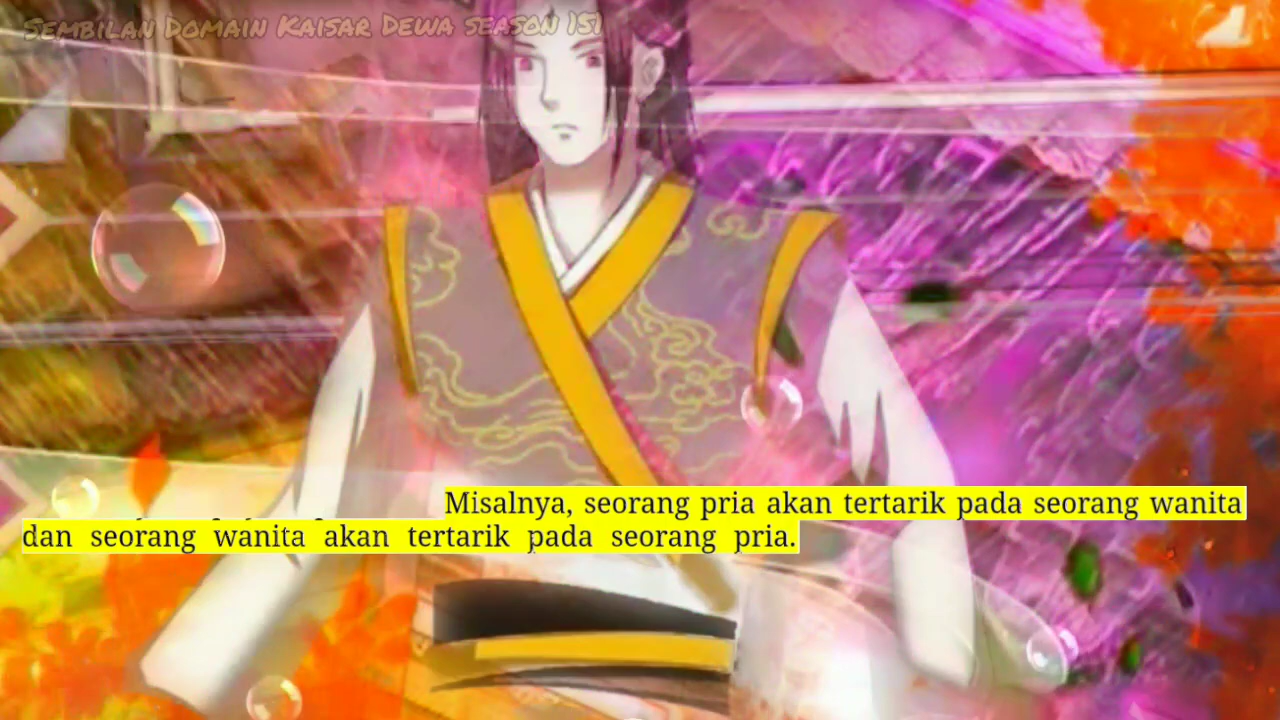 Sembilan Domain Kaisar Dewa season 151
Misalnya, seorang pria akan tertarik pada seorang wanita
dan seorang wanita akan tertarik pada seorang pria.